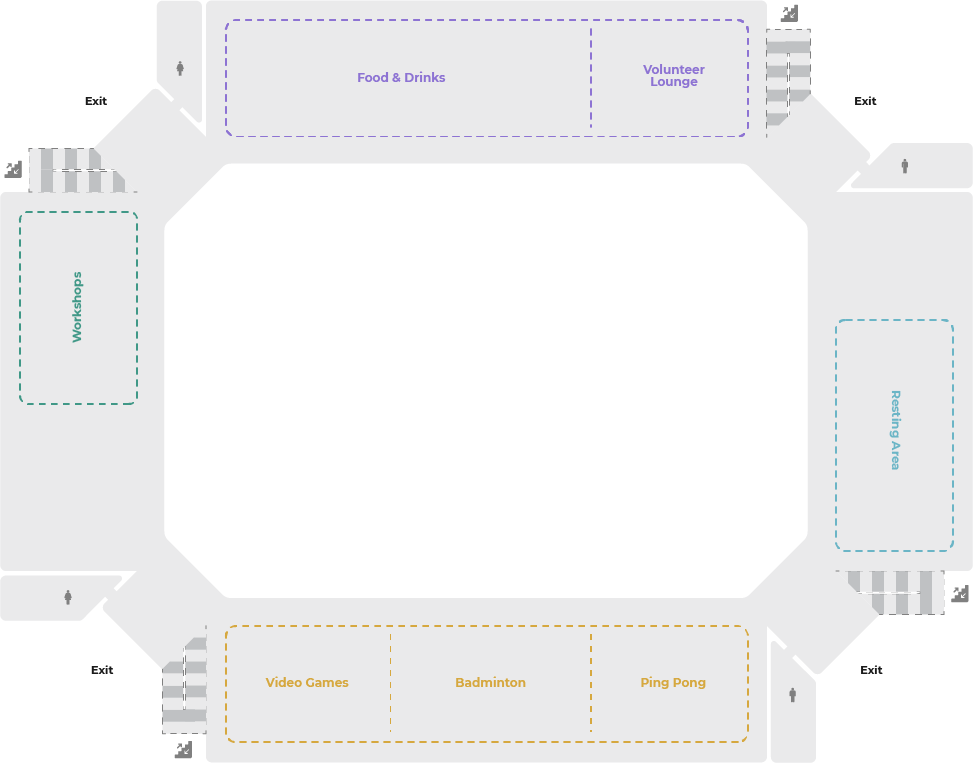 Food & Drinks
Volunteer
Lounge
Exit
Exit
Workshops
Resting Area
Exit
Exit
Video Games
Badminton
Ping Pong